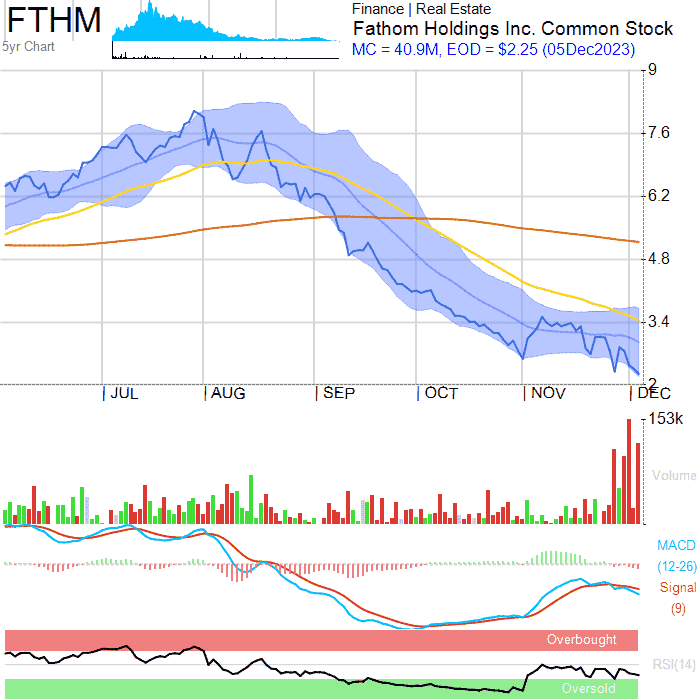 FTHM
5yr Chart
Finance | Real Estate
Fathom Holdings Inc. Common Stock
MC = 40.9M, EOD = $2.25 (05Dec2023)
9
7.6
6.2
4.8
3.4
2
JUL AUG SEP OCT NOV DEC
153k
Volume
MACD
(12-26)
Signal
(9)
Overbought
RSI(14)
Oversold